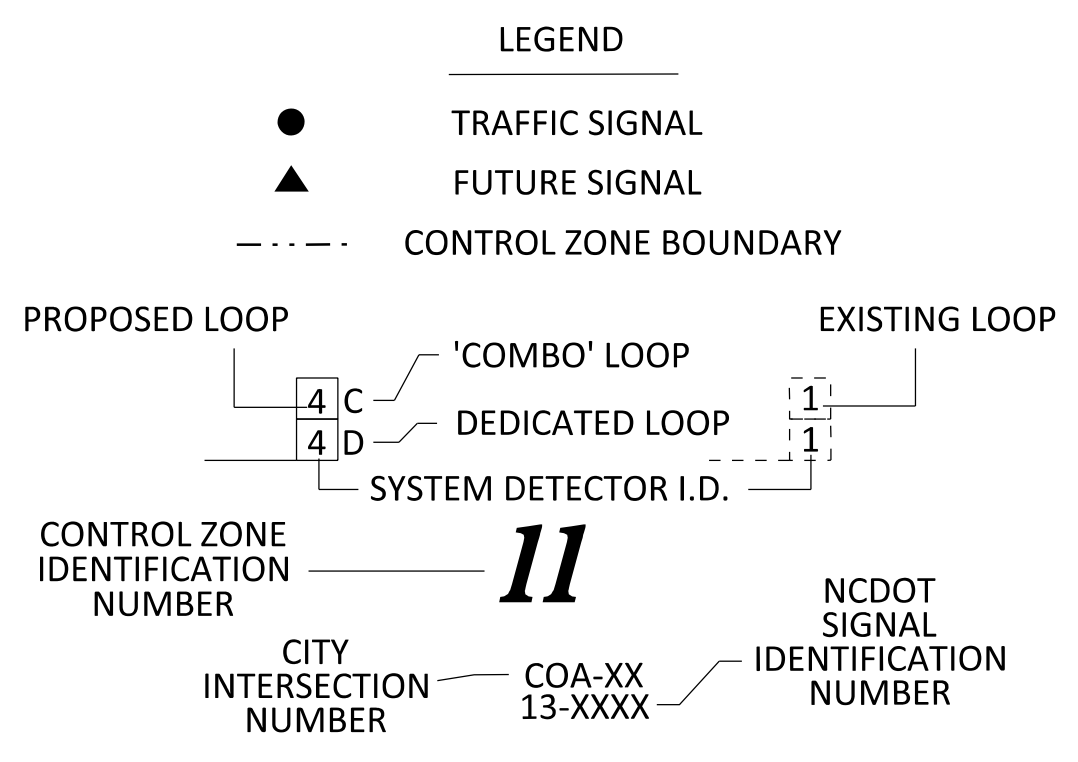 LEGEND
TRAFFIC SIGNAL
FUTURE SIGNAL
CONTROL ZONE BOUNDARY
PROPOSED LOOP
EXISTING LOOP
'COMBO' LOOP
4 C
1
DEDICATED LOOP
4 D
1
SYSTEM DETECTOR I.D.
CONTROL ZONE
IDENTIFICATION
NUMBER
11
NCDOT
SIGNAL
IDENTIFICATION
NUMBER
CITY
INTERSECTION
NUMBER
COA-XX
13-XXXX